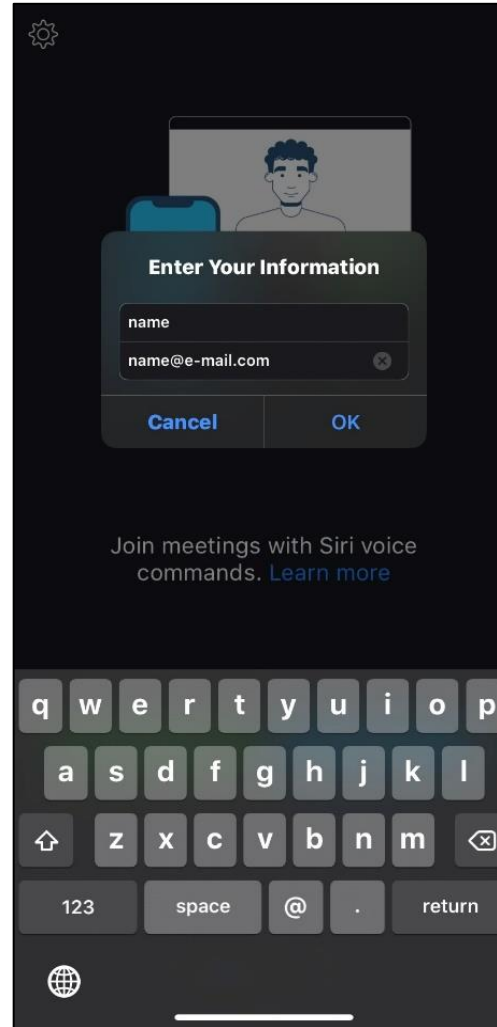 Enter Your Information
name
name@e-mail.com
Cancel OK
Join meetings with Siri voice
commands. Learn more
q w e r t y u i o p
a s d f g h j k l
z x c v b n m
123 space @ . return